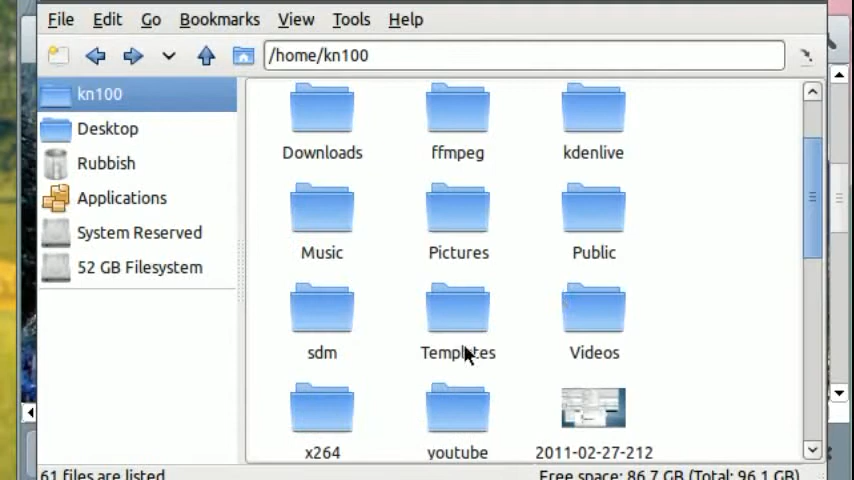 File Edit Go Bookmarks View Tools Help
/home/kn100
kn100
Desktop
Rubbish
Applications
System Reserved
52 GB Filesystem
Downloads ffmpeg kdenlive
Music Pictures Public
sdm Templates Videos
x264 youtube 2011-02-27-212
61 files are listed Free space: 86.7 GB (Total: 96.1 GB)